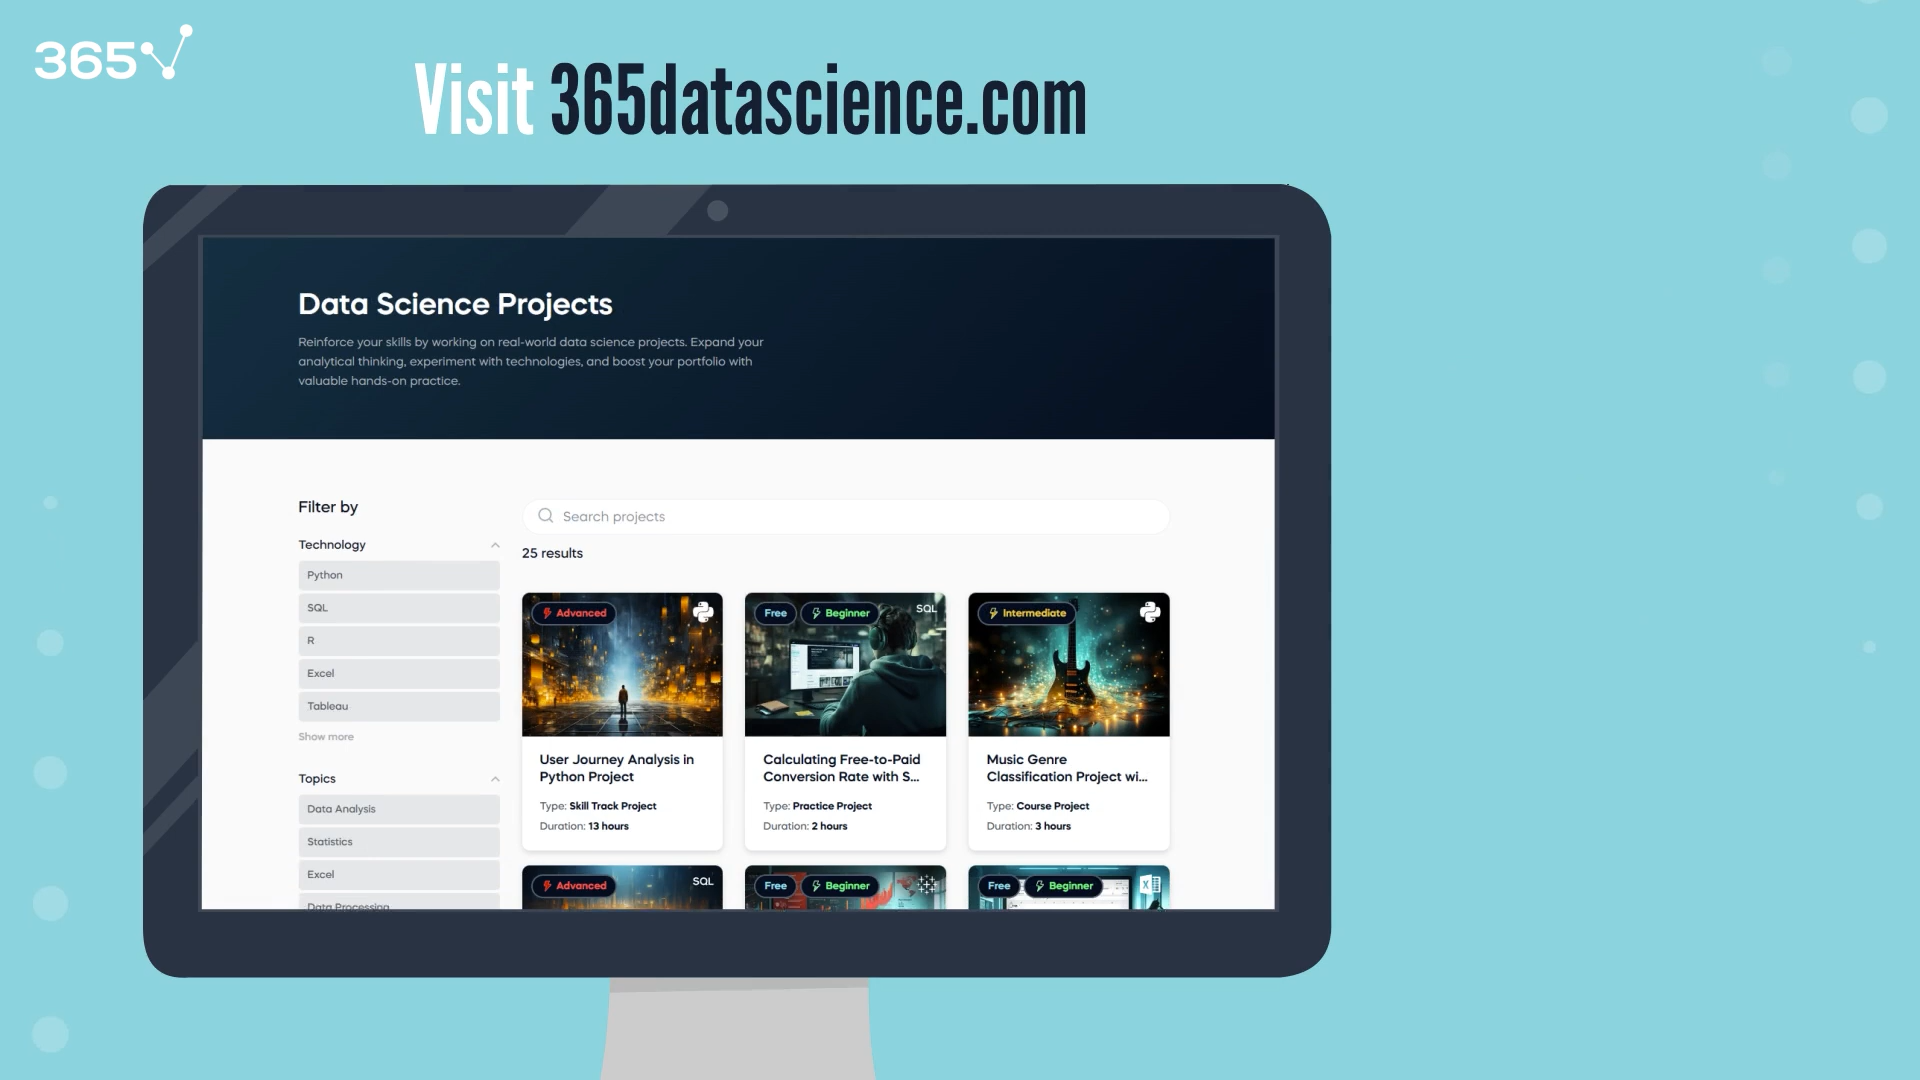 365
Visit 365datascience.com
Data Science Projects
Reinforce your skills by working on real-world data science projects. Expand your
analytical thinking, experiment with technologies, and boost your portfolio with
valuable hands-on practice.
Filter by
Technology
Python
SQL
R
Excel
Tableau
Show more
Topics
Data Analysis
Statistics
Excel
Data Processing
Search projects
25 results
Advanced
User Journey Analysis in
Python Project
Type: Skill Track Project
Duration: 13 hours
Free Beginner SQL
Calculating Free-to-Paid
Conversion Rate with S...
Type: Practice Project
Duration: 2 hours
Intermediate
Music Genre
Classification Project wi...
Type: Course Project
Duration: 3 hours
Advanced SQL
Free Beginner
Free Beginner